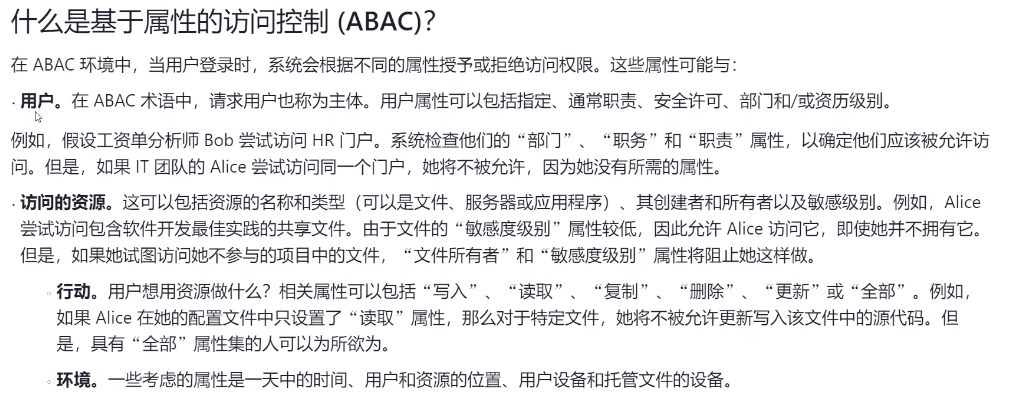 什么是基于属性的访问控制 (ABAC)？
在 ABAC 环境中，当用户登录时，系统会根据不同的属性授予或拒绝访问权限。这些属性可能与：
· 用户。在 ABAC 术语中，请求用户也称为主体。用户属性可以包括指定、通常职责、安全许可、部门和/或资历级别。
例如，假设工资单分析师 Bob 尝试访问 HR 门户。系统检查他们的“部门”、“职务”和“职责”属性，以确定他们应该被允许访
问。但是，如果 IT 团队的 Alice 尝试访问同一个门户，她将不被允许，因为她没有所需的属性。
· 访问的资源。这可以包括资源的名称和类型（可以是文件、服务器或应用程序）、其创建者和所有者以及敏感级别。例如，Alice
尝试访问包含软件开发最佳实践的共享文件。由于文件的“敏感度级别”属性较低，因此允许 Alice 访问它，即使她并不拥有它。
但是，如果她试图访问她不参与的项目中的文件，“文件所有者”和“敏感度级别”属性将阻止她这样做。
◦ 行动。用户想用资源做什么？相关属性可以包括“写入”、“读取”、“复制”、“删除”、“更新”或“全部”。例如，
如果 Alice 在她的配置文件中只设置了“读取”属性，那么对于特定文件，她将不被允许更新写入该文件中的源代码。但
是，具有“全部”属性集的人可以为所欲为。
◦ 环境。一些考虑的属性是一天中的时间、用户和资源的位置、用户设备和托管文件的设备。